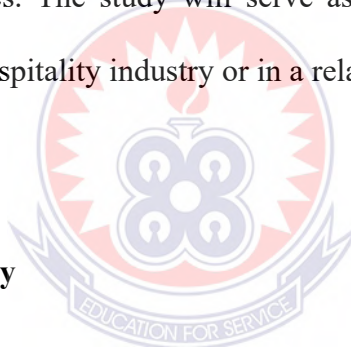 es. The study will serve as
spitality industry or in a rela
y
EDUCATION FOR SERVICE